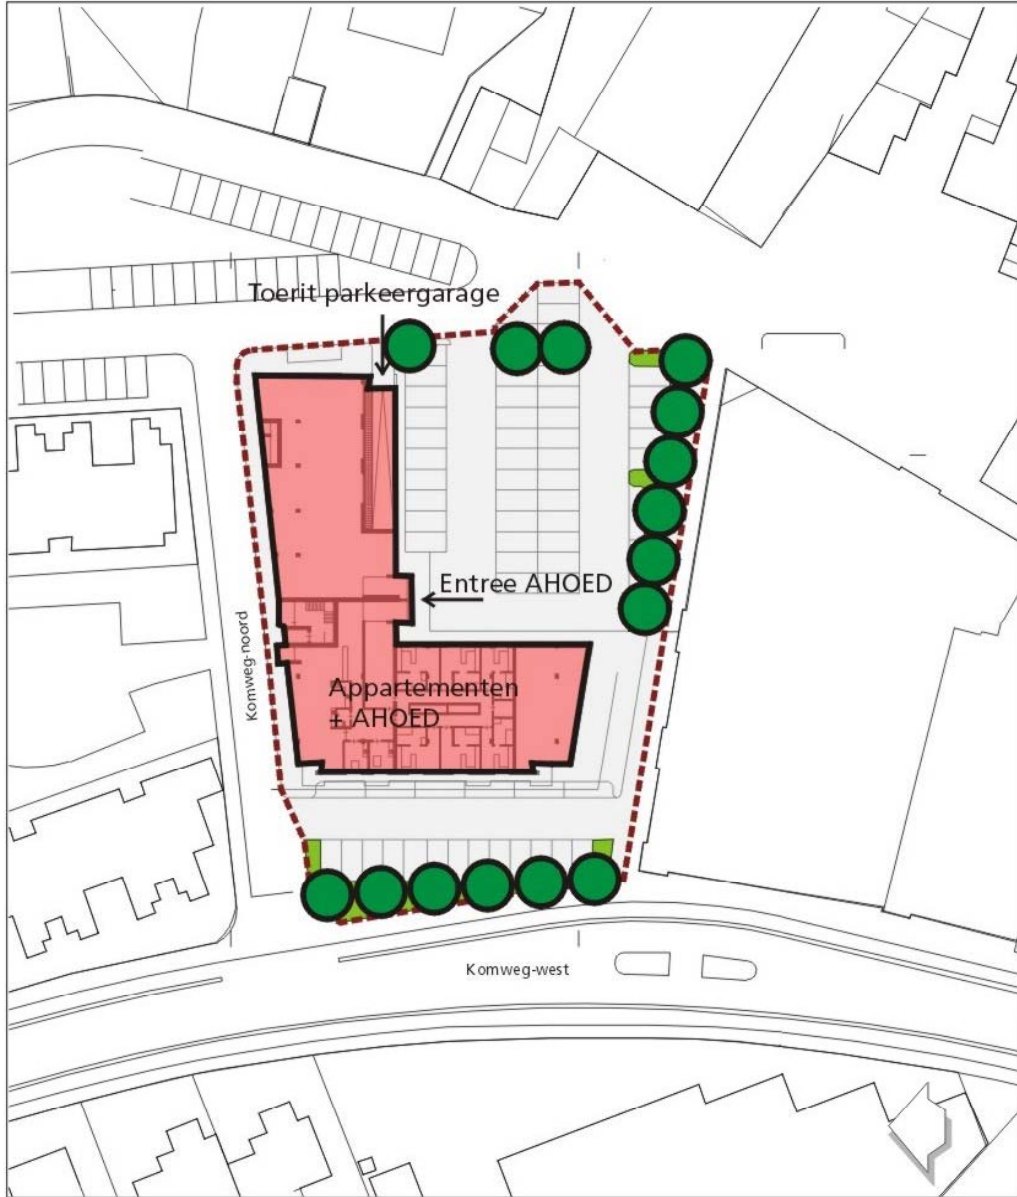 Toerit parkeergarage
Entree AHOED
Komweg-noord
Appartementen
+ AHOED
Komweg-west